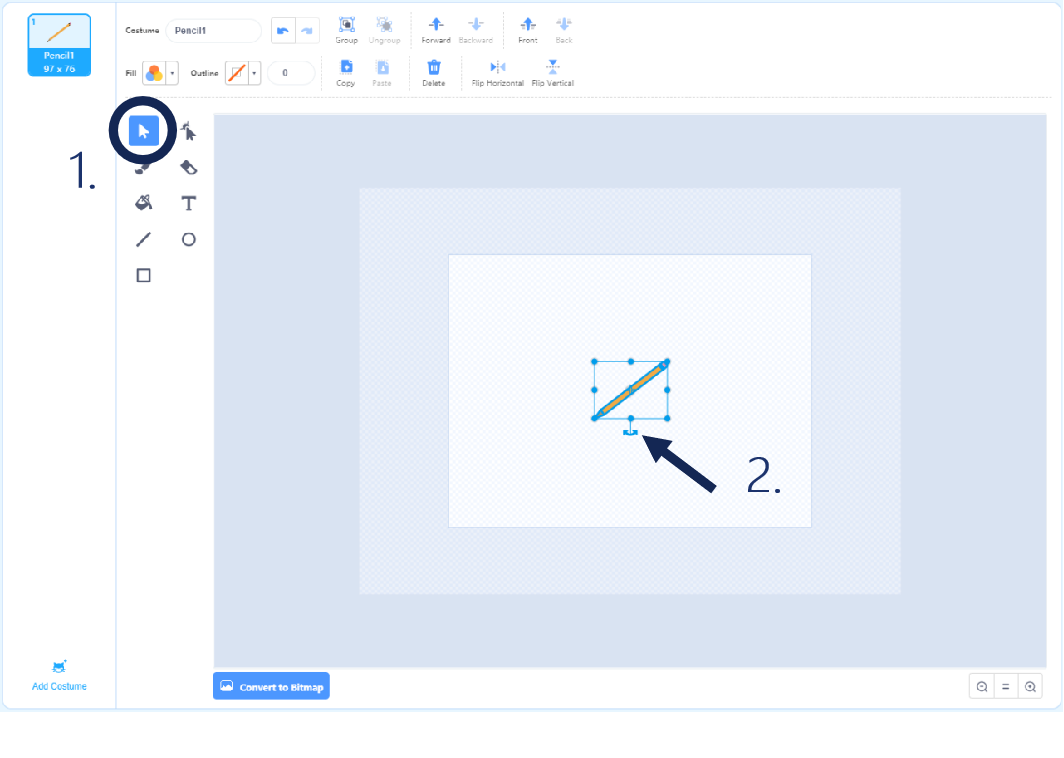 1
Pencil1
97 x 76
Costume Pencil1
Group Ungroup Forward Backward Front Back
Fill Outline 0
Copy Paste Delete Flip Horizontal Flip Vertical
1.
T
2.
Add Costume
Convert to Bitmap